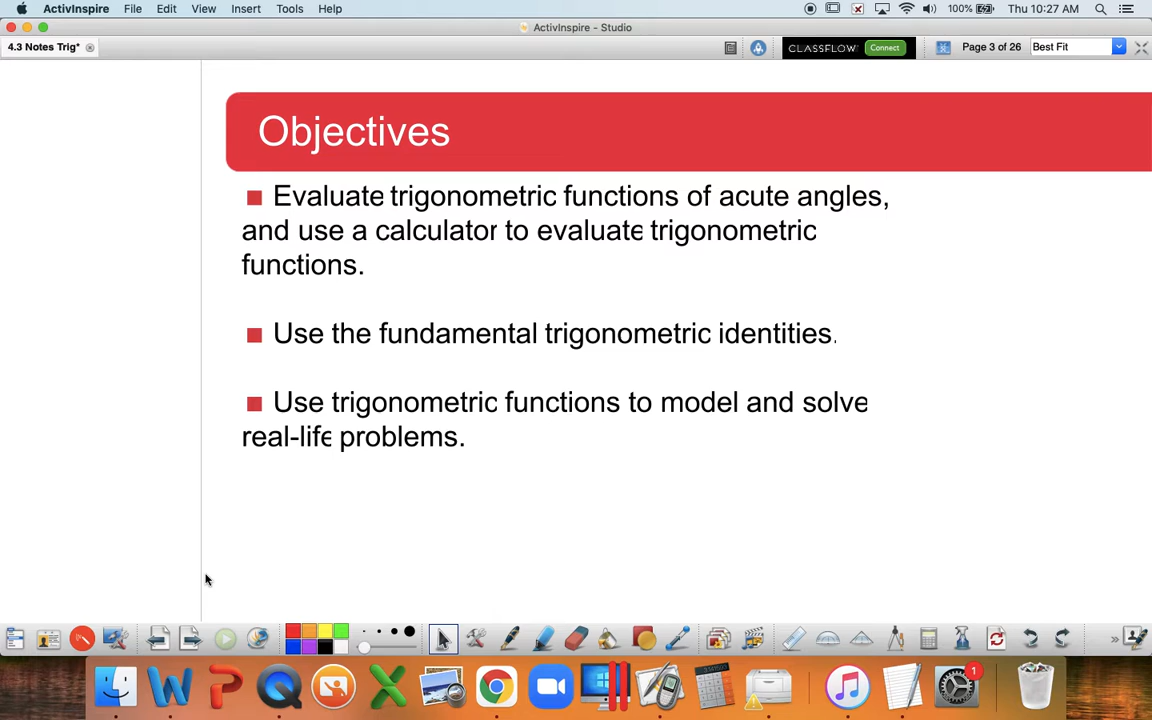 ActivInspire File Edit View Insert Tools Help 100% Thu 10:27 AM
ActivInspire - Studio
4.3 Notes Trig* CLASSFLOW Connect Page 3 of 26 Best Fit
Objectives
■ Evaluate trigonometric functions of acute angles,
and use a calculator to evaluate trigonometric
functions.
■ Use the fundamental trigonometric identities.
■ Use trigonometric functions to model and solve
real-life problems.
1